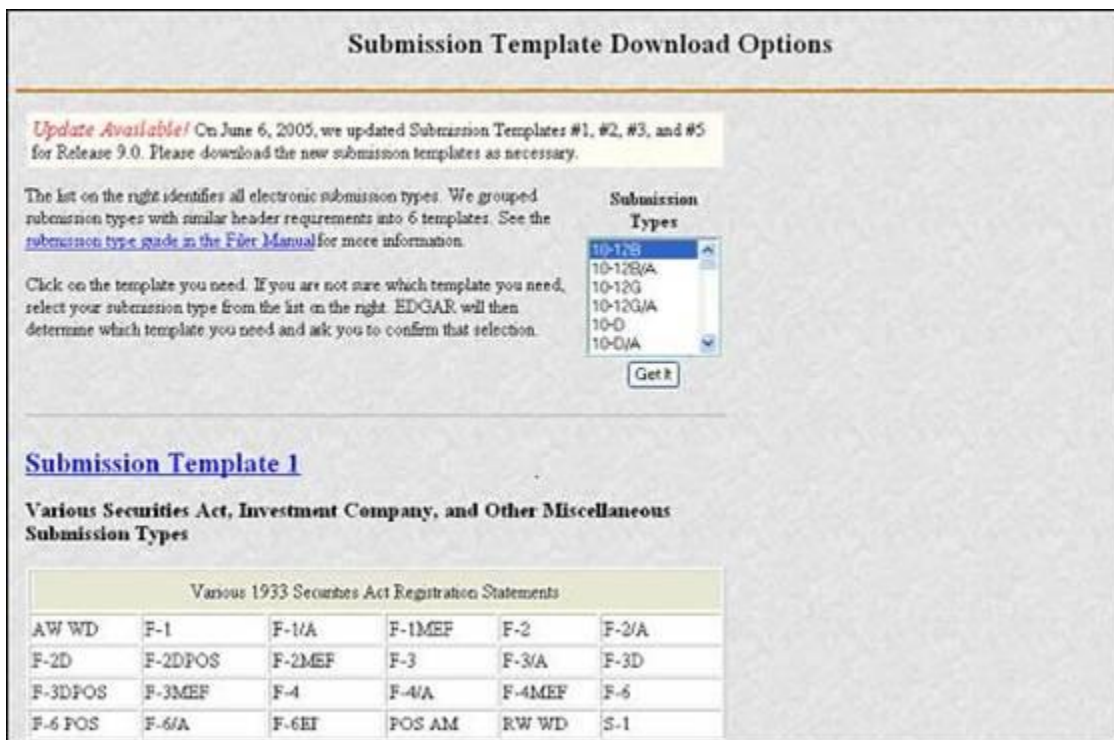 Submission Template Download Options
Update Available! On June 6, 2005, we updated Submission Templates #1, #2, #3, and #5
for Release 9.0. Please download the new submission templates as necessary.
The list on the right identifies all electronic submission types. We grouped
submission types with similar header requirements into 6 templates. See the
submission type guide in the Filer Manual for more information.
Click on the template you need. If you are not sure which template you need,
select your submission type from the list on the right. EDGAR will then
determine which template you need and ask you to confirm that selection.
Submission
Types
10-12B
10-12B/A
10-12G
10-12G/A
10-D
10-D/A
Get It
Submission Template 1
Various Securities Act, Investment Company, and Other Miscellaneous
Submission Types
Various 1933 Securities Act Registration Statements
AW WD F-1 F-1/A F-1MEF F-2 F-2/A
F-2D F-2DPOS F-2MEF F-3 F-3/A F-3D
F-3DPOS F-3MEF F-4 F-4/A F-4MEF F-6
F-6 POS F-6/A F-6EF POS AM RW WD S-1